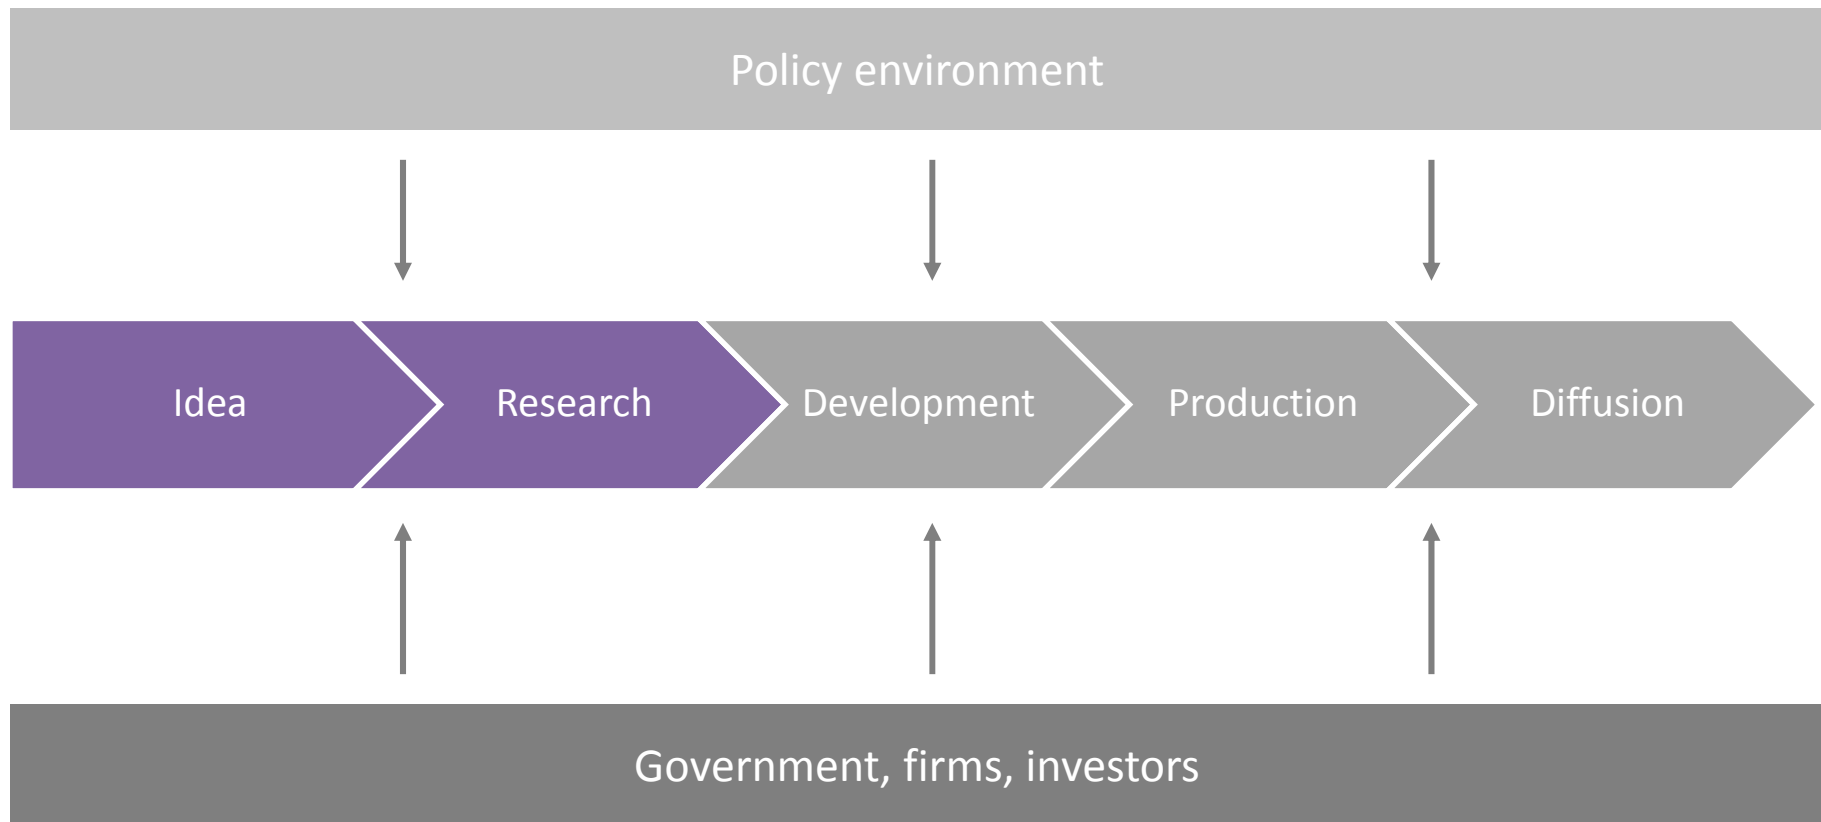 Policy environment
Idea
Research
Development
Production
Diffusion
Government, firms, investors